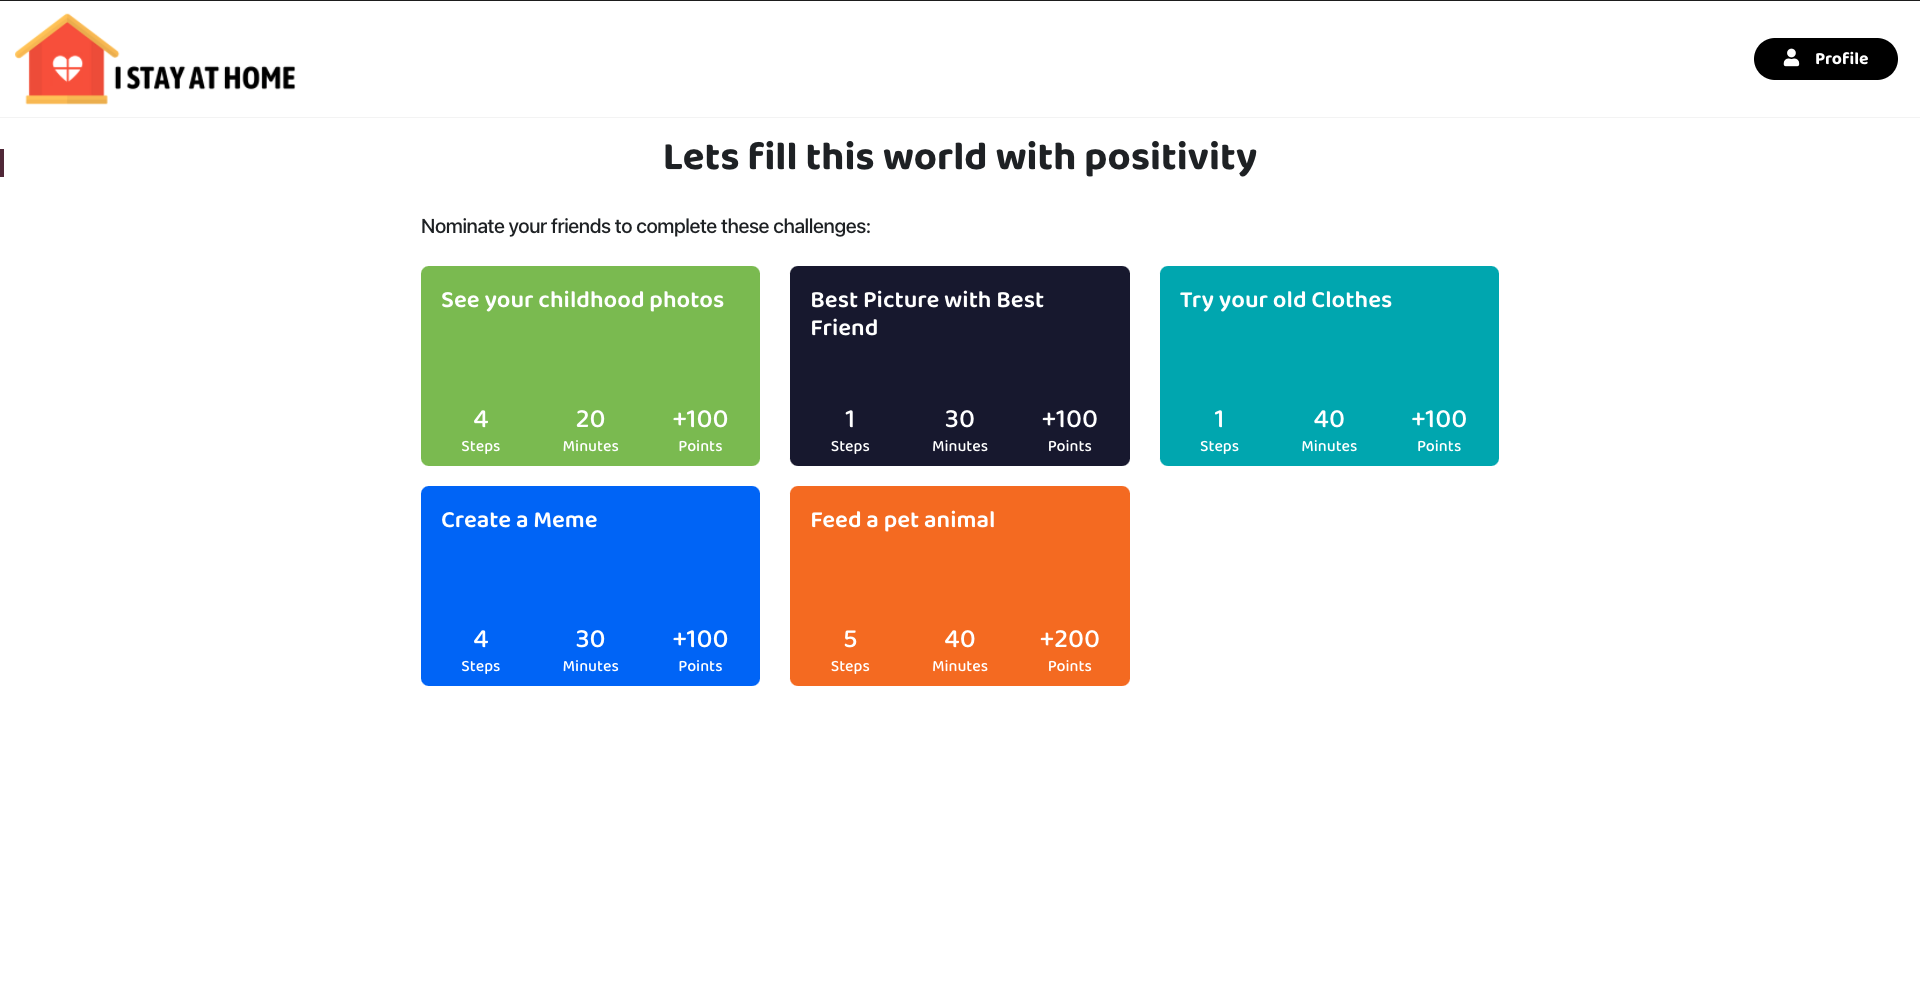 I STAY AT HOME
Profile
Lets fill this world with positivity
Nominate your friends to complete these challenges:
See your childhood photos
4 20 +100
Steps Minutes Points
Best Picture with Best
Friend
1 30 +100
Steps Minutes Points
Try your old Clothes
1 40 +100
Steps Minutes Points
Create a Meme
4 30 +100
Steps Minutes Points
Feed a pet animal
5 40 +200
Steps Minutes Points